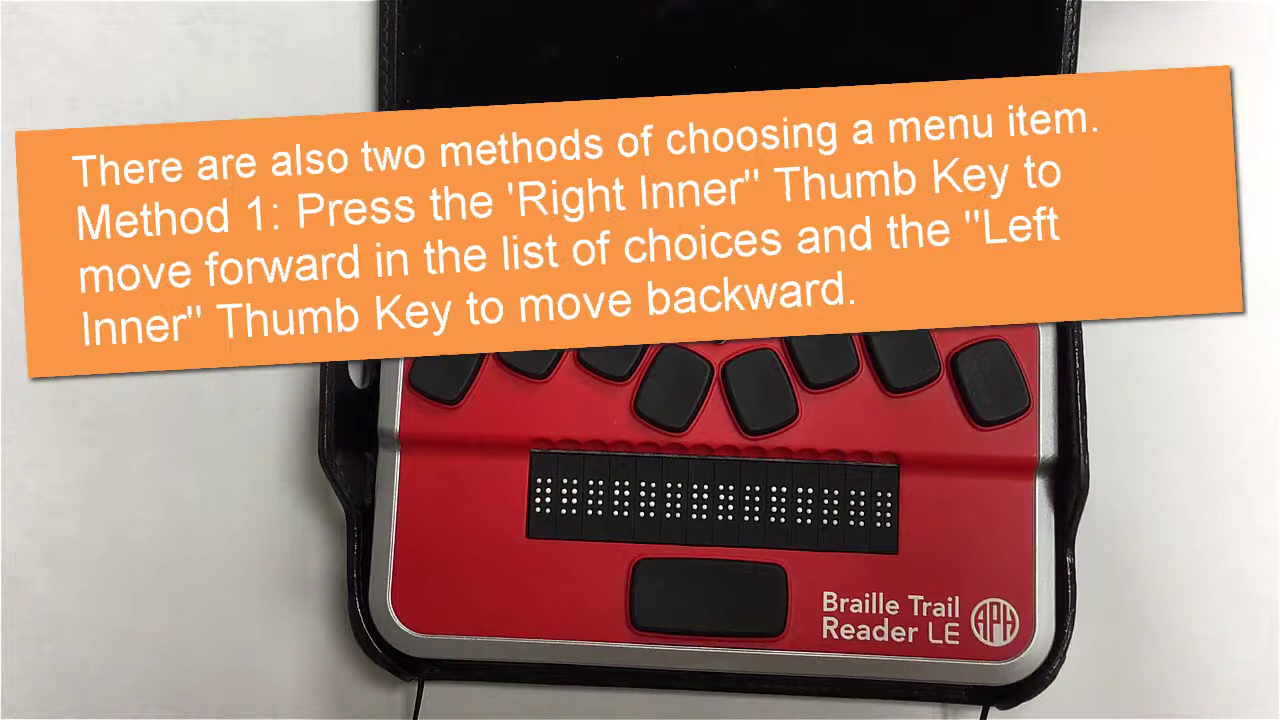 There are also two methods of choosing a menu item.
Method 1: Press the 'Right Inner" Thumb Key to
move forward in the list of choices and the "Left
Inner" Thumb Key to move backward.
Braille Trail
Reader LE
APH